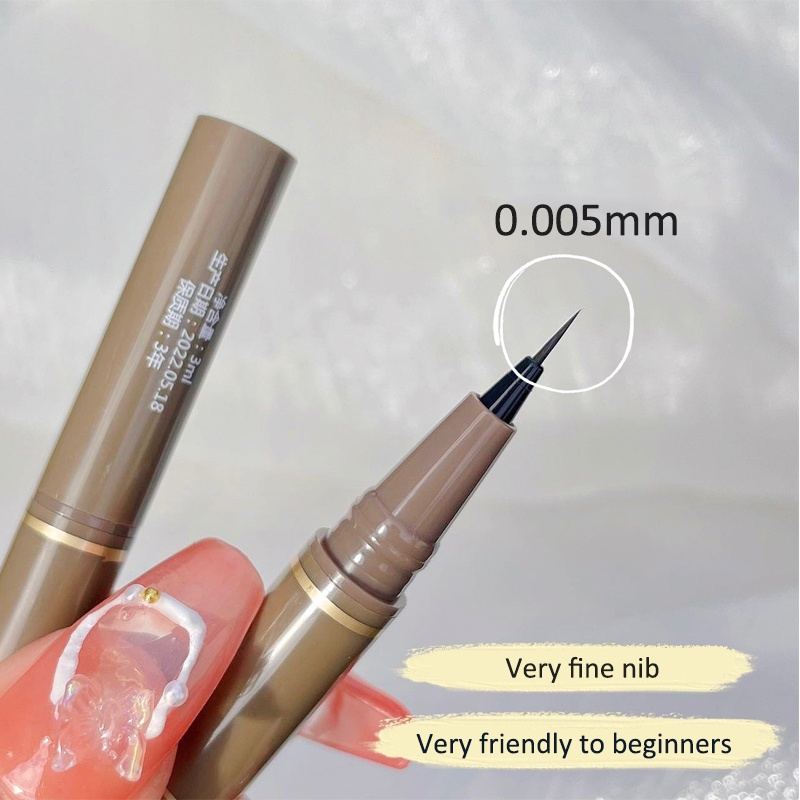 净含量：3ml
生产日期：2022.05.18
保质期：3年
0.005mm
Very fine nib
Very friendly to beginners